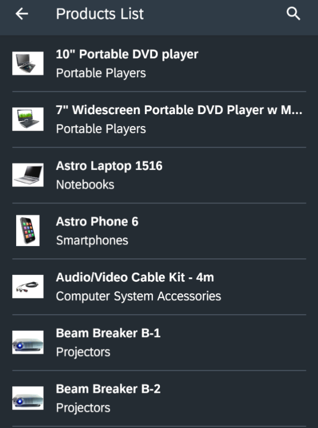 Products List
10" Portable DVD player
Portable Players
7" Widescreen Portable DVD Player w M...
Portable Players
Astro Laptop 1516
Notebooks
Astro Phone 6
Smartphones
Audio/Video Cable Kit - 4m
Computer System Accessories
Beam Breaker B-1
Projectors
Beam Breaker B-2
Projectors